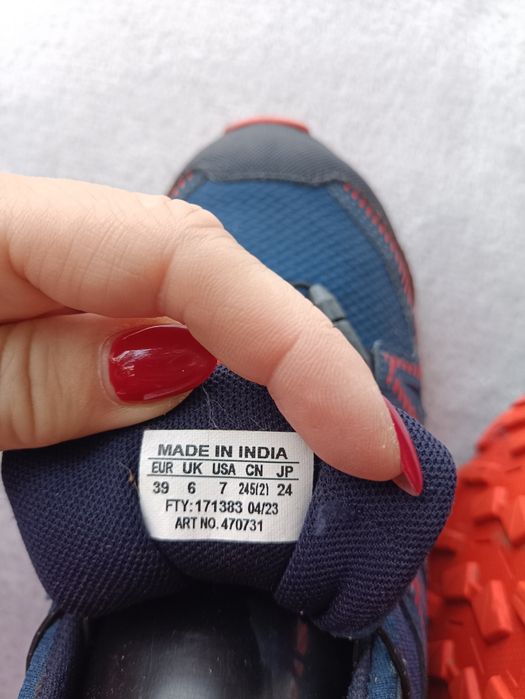 MADE IN INDIA
EUR UK USA CN JP
39 6 7 245(2) 24
FTY: 171383 04/23
ART NO. 470731